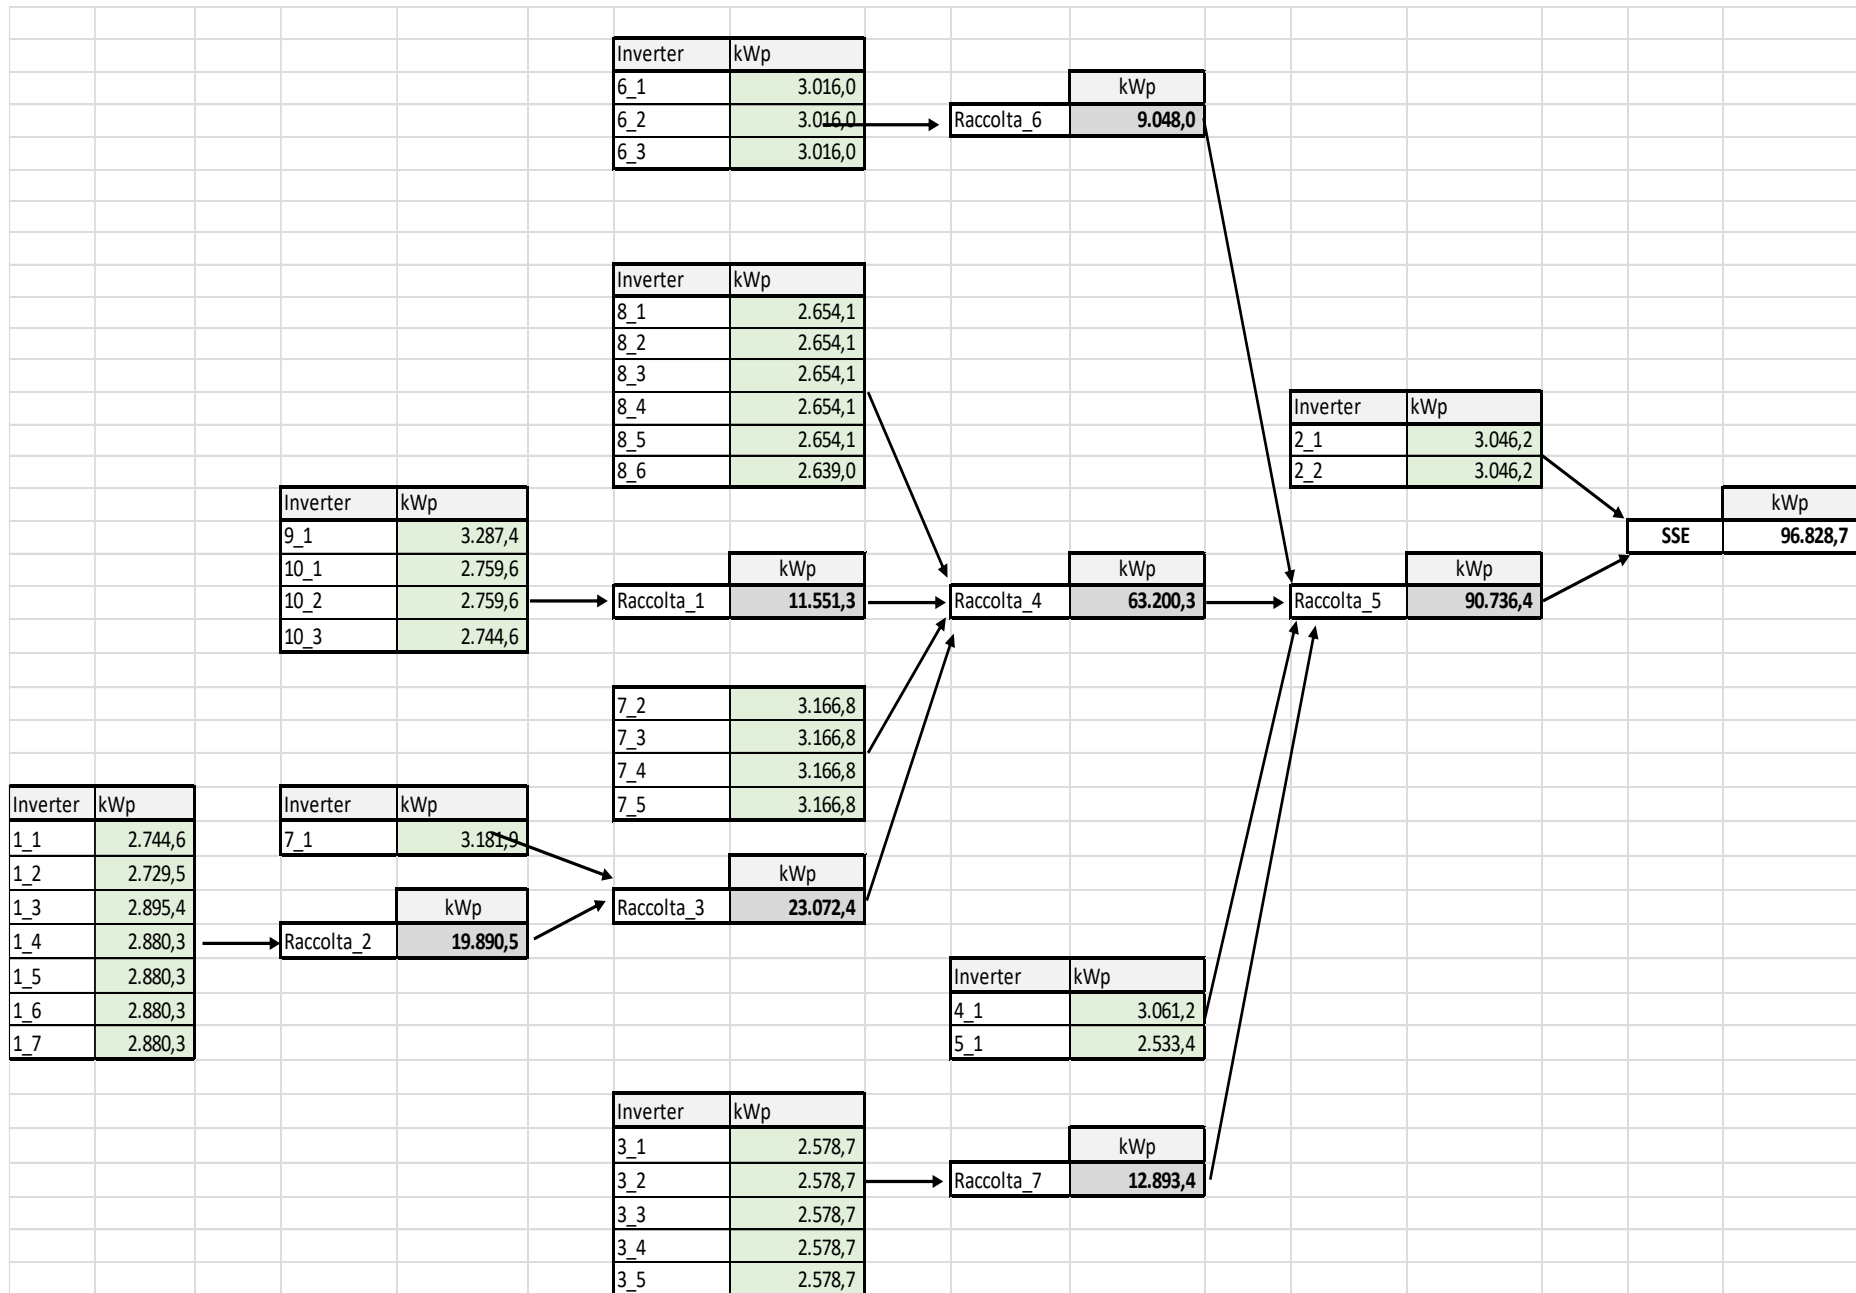 Inverter kWp
6_1 3.016,0
6_2 3.016,0
6_3 3.016,0
kWp
Raccolta_6 9.048,0
Inverter kWp
8_1 2.654,1
8_2 2.654,1
8_3 2.654,1
8_4 2.654,1
8_5 2.654,1
8_6 2.639,0
Inverter kWp
2_1 3.046,2
2_2 3.046,2
kWp
SSE 96.828,7
Inverter kWp
9_1 3.287,4
10_1 2.759,6
10_2 2.759,6
10_3 2.744,6
kWp
Raccolta_1 11.551,3
kWp
Raccolta_4 63.200,3
kWp
Raccolta_5 90.736,4
7_2 3.166,8
7_3 3.166,8
7_4 3.166,8
7_5 3.166,8
Inverter kWp
1_1 2.744,6
1_2 2.729,5
1_3 2.895,4
1_4 2.880,3
1_5 2.880,3
1_6 2.880,3
1_7 2.880,3
Inverter kWp
7_1 3.181,9
kWp
Raccolta_2 19.890,5
kWp
Raccolta_3 23.072,4
Inverter kWp
4_1 3.061,2
5_1 2.533,4
Inverter kWp
3_1 2.578,7
3_2 2.578,7
3_3 2.578,7
3_4 2.578,7
3_5 2.578,7
kWp
Raccolta_7 12.893,4